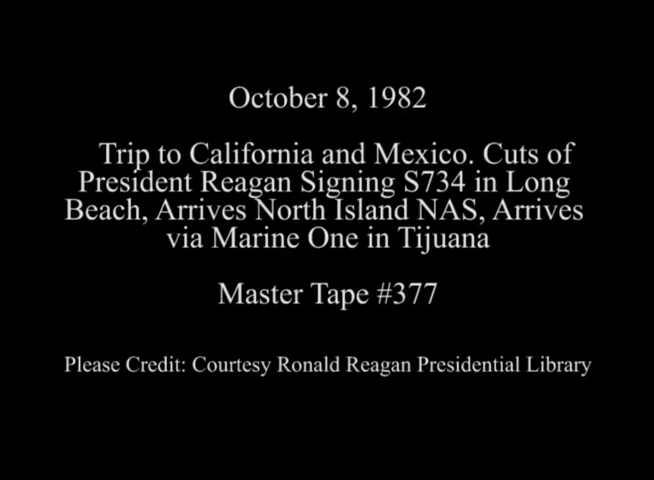 October 8, 1982
Trip to California and Mexico. Cuts of
President Reagan Signing S734 in Long
Beach, Arrives North Island NAS, Arrives
via Marine One in Tijuana
Master Tape #377
Please Credit: Courtesy Ronald Reagan Presidential Library